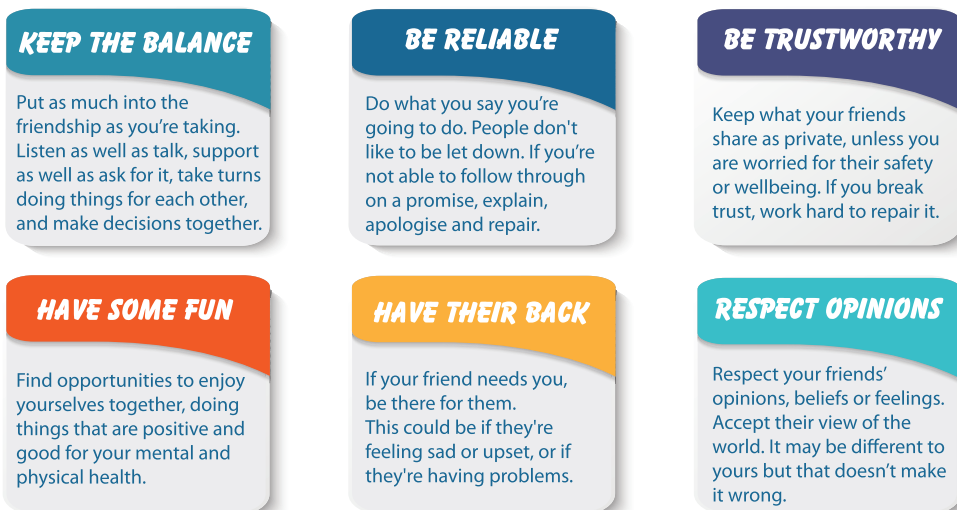 KEEP THE BALANCE
Put as much into the
friendship as you’re taking.
Listen as well as talk, support
as well as ask for it, take turns
doing things for each other,
and make decisions together.
BE RELIABLE
Do what you say you’re
going to do. People don't
like to be let down. If you’re
not able to follow through
on a promise, explain,
apologise and repair.
BE TRUSTWORTHY
Keep what your friends
share as private, unless you
are worried for their safety
or wellbeing. If you break
trust, work hard to repair it.
HAVE SOME FUN
Find opportunities to enjoy
yourselves together, doing
things that are positive and
good for your mental and
physical health.
HAVE THEIR BACK
If your friend needs you,
be there for them.
This could be if they're
feeling sad or upset, or if
they're having problems.
RESPECT OPINIONS
Respect your friends’
opinions, beliefs or feelings.
Accept their view of the
world. It may be different to
yours but that doesn’t make
it wrong.